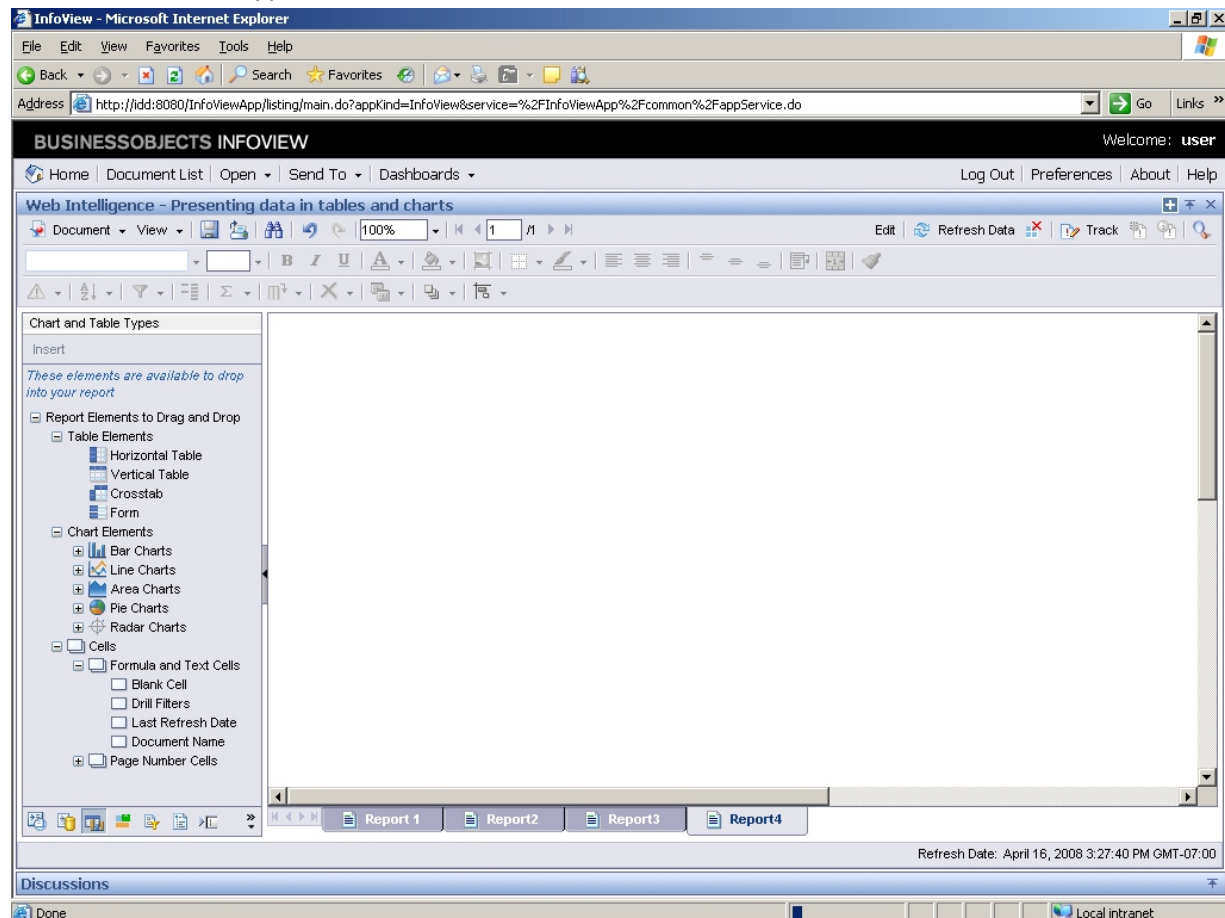 InfoView - Microsoft Internet Explorer
File Edit View Favorites Tools Help
Back Search Favorites
Address http://idd:8080/InfoViewApp/listing/main.do?appKind=InfoView&service=%2FInfoViewApp%2Fcommon%2FappService.do Go Links »
BUSINESSOBJECTS INFOVIEW Welcome: user
Home Document List Open Send To Dashboards Log Out Preferences About Help
Web Intelligence - Presenting data in tables and charts
Document View 100% 1 /1 Edit Refresh Data Track
B I U A
Chart and Table Types
Insert
These elements are available to drop
into your report
Report Elements to Drag and Drop
Table Elements
Horizontal Table
Vertical Table
Crosstab
Form
Chart Elements
Bar Charts
Line Charts
Area Charts
Pie Charts
Radar Charts
Cells
Formula and Text Cells
Blank Cell
Drill Filters
Last Refresh Date
Document Name
Page Number Cells
Report 1 Report2 Report3 Report4
Refresh Date: April 16, 2008 3:27:40 PM GMT-07:00
Discussions
Done Local intranet